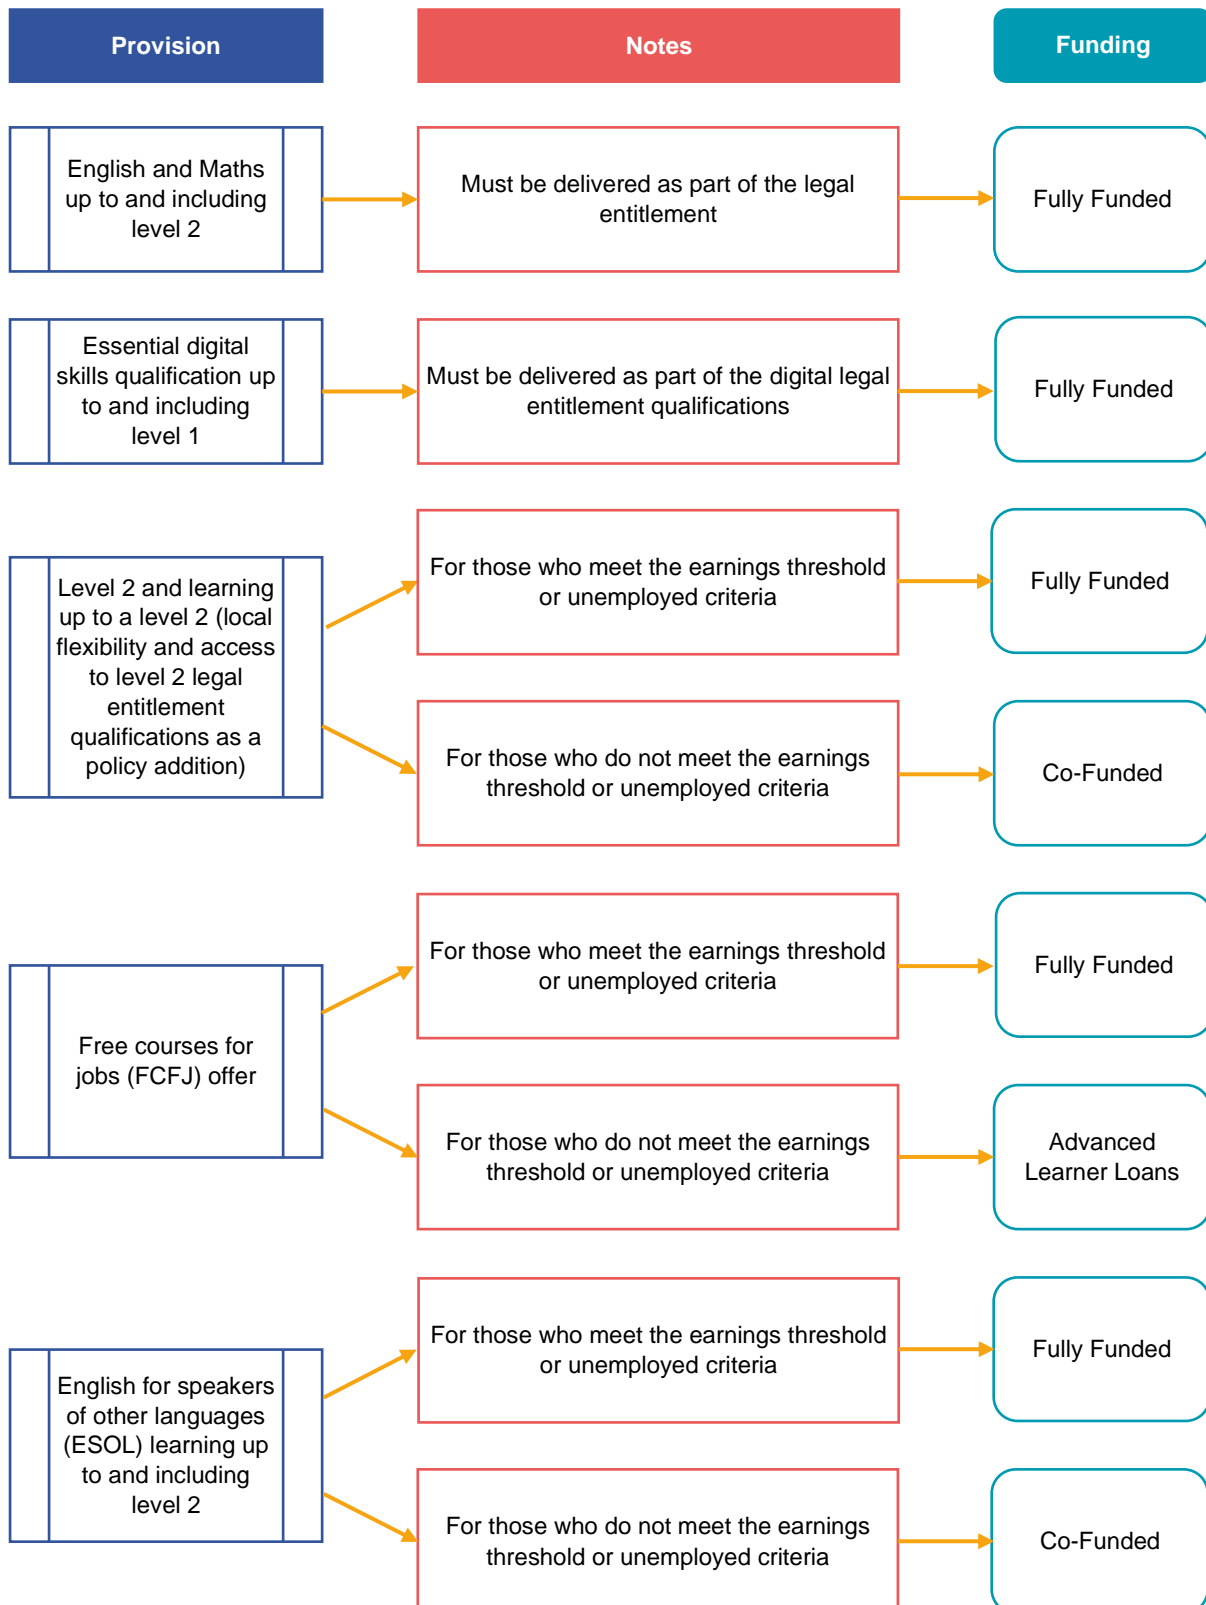 Provision
Notes
Funding
English and Maths
up to and including
level 2
Must be delivered as part of the legal
entitlement
Fully Funded
Essential digital
skills qualification up
to and including
level 1
Must be delivered as part of the digital legal
entitlement qualifications
Fully Funded
Level 2 and learning
up to a level 2 (local
flexibility and access
to level 2 legal
entitlement
qualifications as a
policy addition)
For those who meet the earnings threshold
or unemployed criteria
Fully Funded
For those who do not meet the earnings
threshold or unemployed criteria
Co-Funded
Free courses for
jobs (FCFJ) offer
For those who meet the earnings threshold
or unemployed criteria
Fully Funded
For those who do not meet the earnings
threshold or unemployed criteria
Advanced
Learner Loans
English for speakers
of other languages
(ESOL) learning up
to and including
level 2
For those who meet the earnings threshold
or unemployed criteria
Fully Funded
For those who do not meet the earnings
threshold or unemployed criteria
Co-Funded